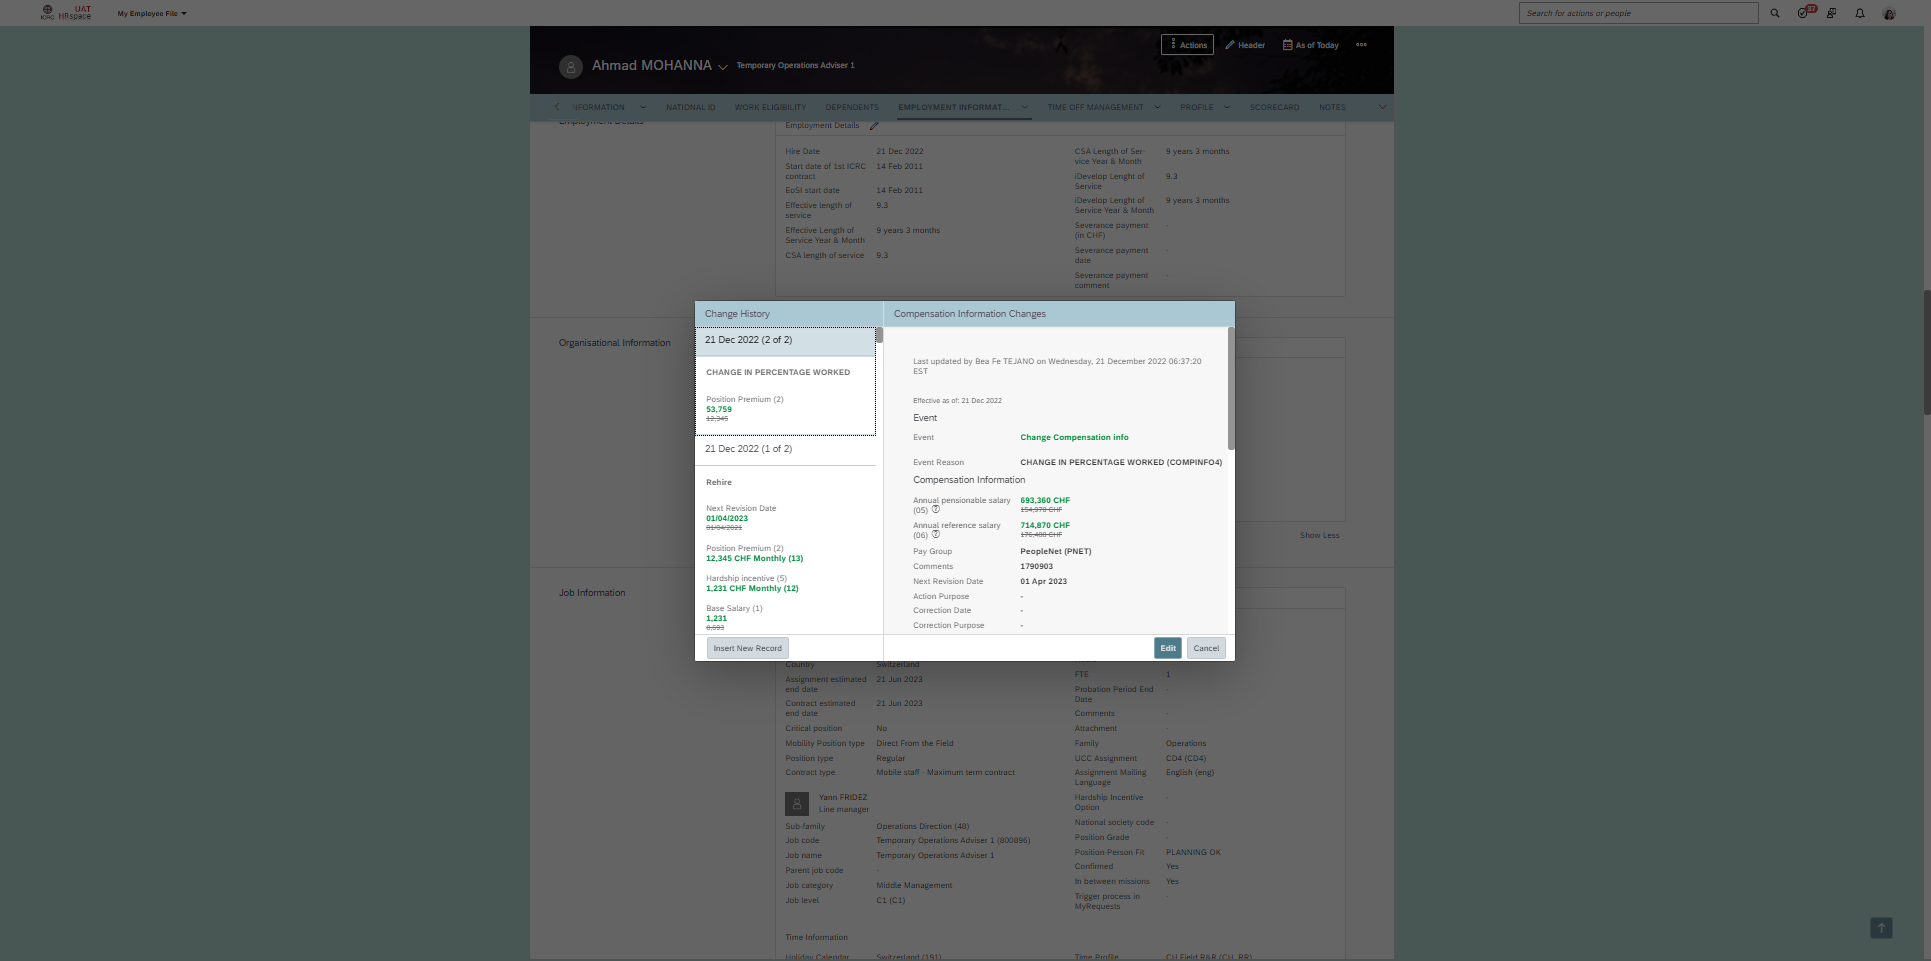 ICRC UAT HRspace
My Employee File
Search for actions or people
37
Actions
Header
As of Today
Ahmad MOHANNA
Temporary Operations Adviser 1
NATIONAL ID
WORK ELIGIBILITY
DEPENDENTS
EMPLOYMENT INFORMAT...
TIME OFF MANAGEMENT
PROFILE
SCORECARD
NOTES
Employment Details
Employment Details
Hire Date 21 Dec 2022
Start date of 1st ICRC contract 14 Feb 2011
EoSI start date 14 Feb 2011
Effective length of service 9.3
Effective Length of Service Year & Month 9 years 3 months
CSA length of service 9.3
CSA Length of Ser-
vice Year & Month 9 years 3 months
iDevelop Lenght of Service 9.3
iDevelop Lenght of Service Year & Month 9 years 3 months
Severance payment (in CHF) -
Severance payment date -
Severance payment comment -
Organisational Information
Show Less
Job Information
Change History
21 Dec 2022 (2 of 2)
CHANGE IN PERCENTAGE WORKED
Position Premium (2)
53,759
12,345
21 Dec 2022 (1 of 2)
Rehire
Next Revision Date
01/04/2023
01/04/2021
Position Premium (2)
12,345 CHF Monthly (13)
Hardship incentive (5)
1,231 CHF Monthly (12)
Base Salary (1)
1,231
8,693
Insert New Record
Compensation Information Changes
Last updated by Bea Fe TEJANO on Wednesday, 21 December 2022 06:37:20
EST
Effective as of: 21 Dec 2022
Event
Event Change Compensation info
Event Reason CHANGE IN PERCENTAGE WORKED (COMPINFO4)
Compensation Information
Annual pensionable salary (05) 693,360 CHF
154,970 CHF
Annual reference salary (06) 714,870 CHF
176,480 CHF
Pay Group PeopleNet (PNET)
Comments 1790903
Next Revision Date 01 Apr 2023
Action Purpose -
Correction Date -
Correction Purpose -
Edit
Cancel
Country Switzerland
Assignment estimated end date 21 Jun 2023
Contract estimated end date 21 Jun 2023
Critical position No
Mobility Position type Direct From the Field
Position type Regular
Contract type Mobile staff - Maximum term contract
Yann FRIDEZ
Line manager
Sub-family Operations Direction (48)
Job code Temporary Operations Adviser 1 (800896)
Job name Temporary Operations Adviser 1
Parent job code -
Job category Middle Management
Job level C1 (C1)
FTE 1
Probation Period End Date -
Comments -
Attachment -
Family Operations
UCC Assignment CD4 (CD4)
Assignment Mailing Language English (eng)
Hardship Incentive Option -
National society code -
Position Grade -
Position-Person Fit PLANNING OK
Confirmed Yes
In between missions Yes
Trigger process in MyRequests -
Time Information
Holiday Calendar Switzerland (191)
Time Profile CH Field R&R (CH_RR)